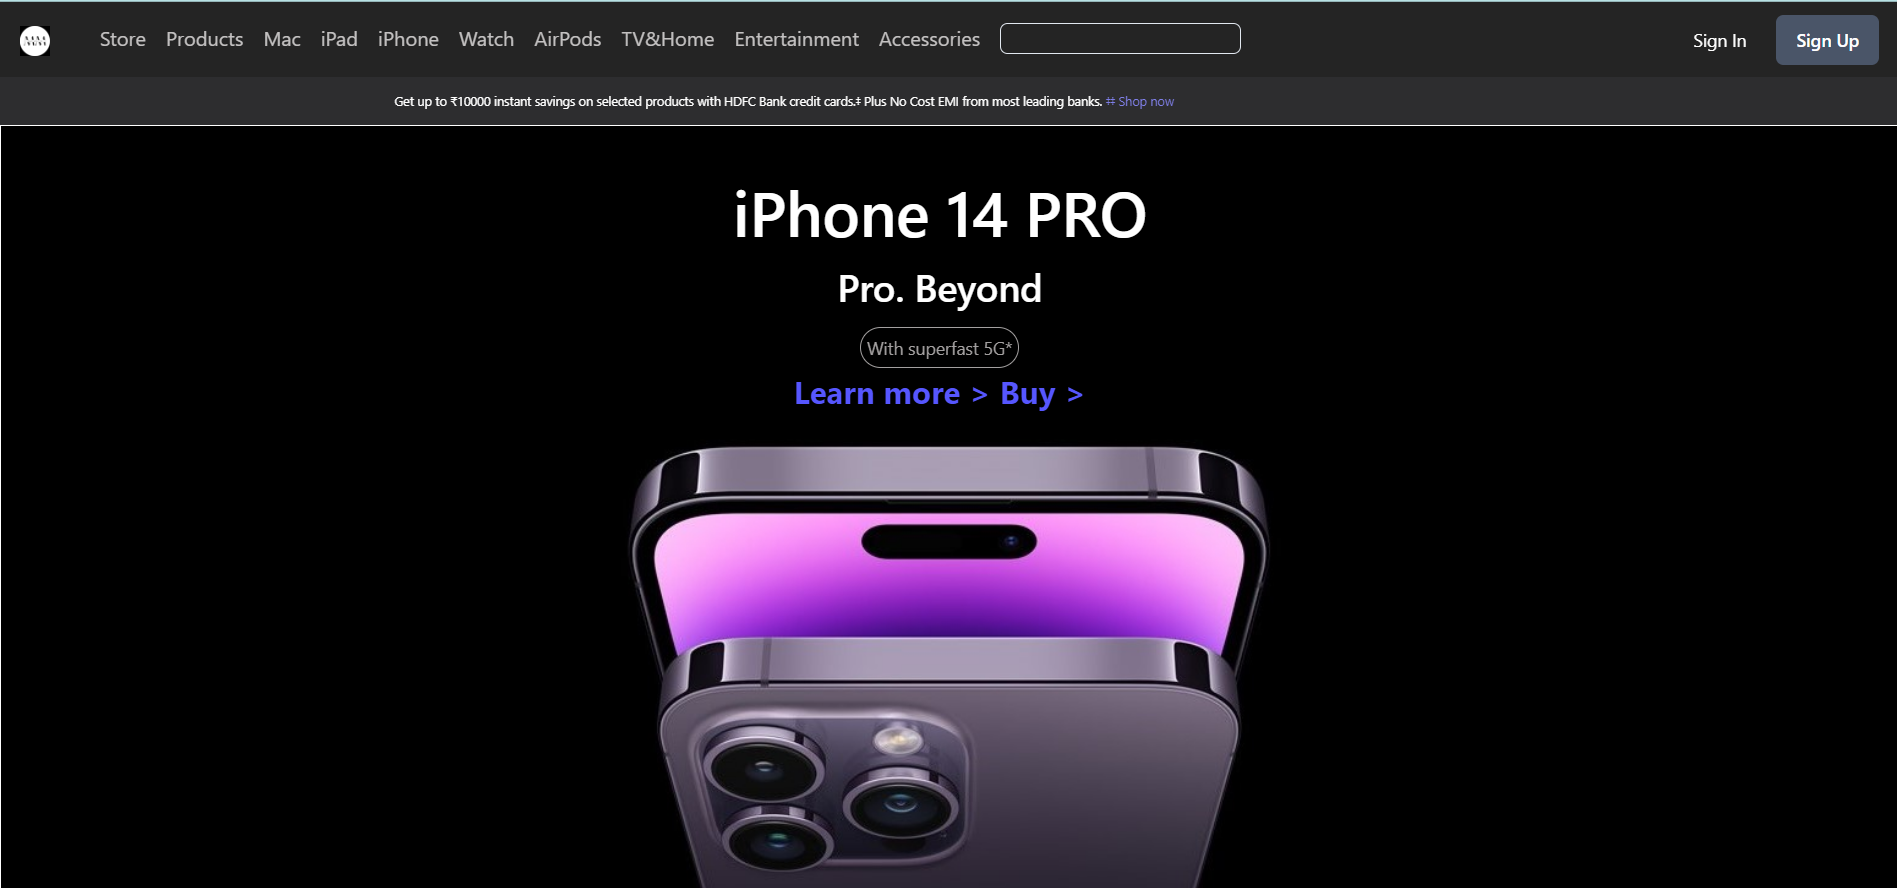 Store Products Mac iPad iPhone Watch AirPods TV&Home Entertainment Accessories Sign In Sign Up
Get up to ₹10000 instant savings on selected products with HDFC Bank credit cards.‡ Plus No Cost EMI from most leading banks. ⌗ Shop now
iPhone 14 PRO
Pro. Beyond
With superfast 5G*
Learn more > Buy >